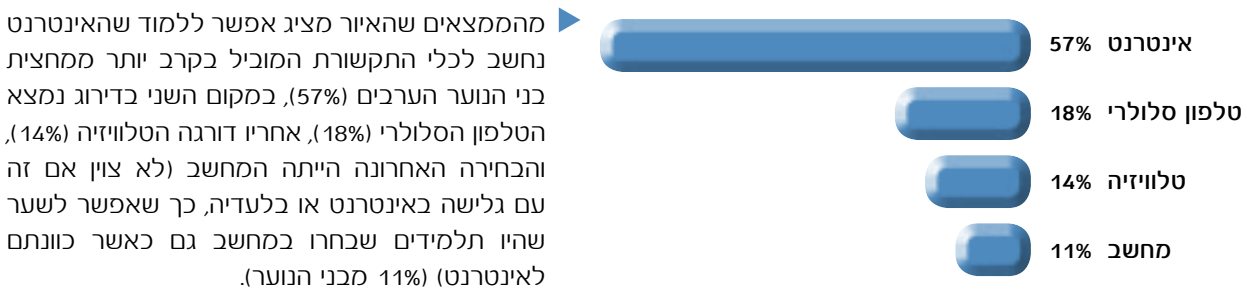 אינטרנט 57%
טלפון סלולרי 18%
טלוויזיה 14%
מחשב 11%
מהממצאים שהאיור מציג אפשר ללמוד שהאינטרנט
נחשב לכלי התקשורת המוביל בקרב יותר ממחצית
בני הנוער הערבים (57%), במקום השני בדירוג נמצא
הטלפון הסלולרי (18%), אחריו דורגה הטלוויזיה (14%),
והבחירה האחרונה הייתה המחשב (לא צוין אם זה
עם גלישה באינטרנט או בלעדיה, כך שאפשר לשער
שהיו תלמידים שבחרו במחשב גם כאשר כוונתם
לאינטרנט) (11% מבני הנוער).